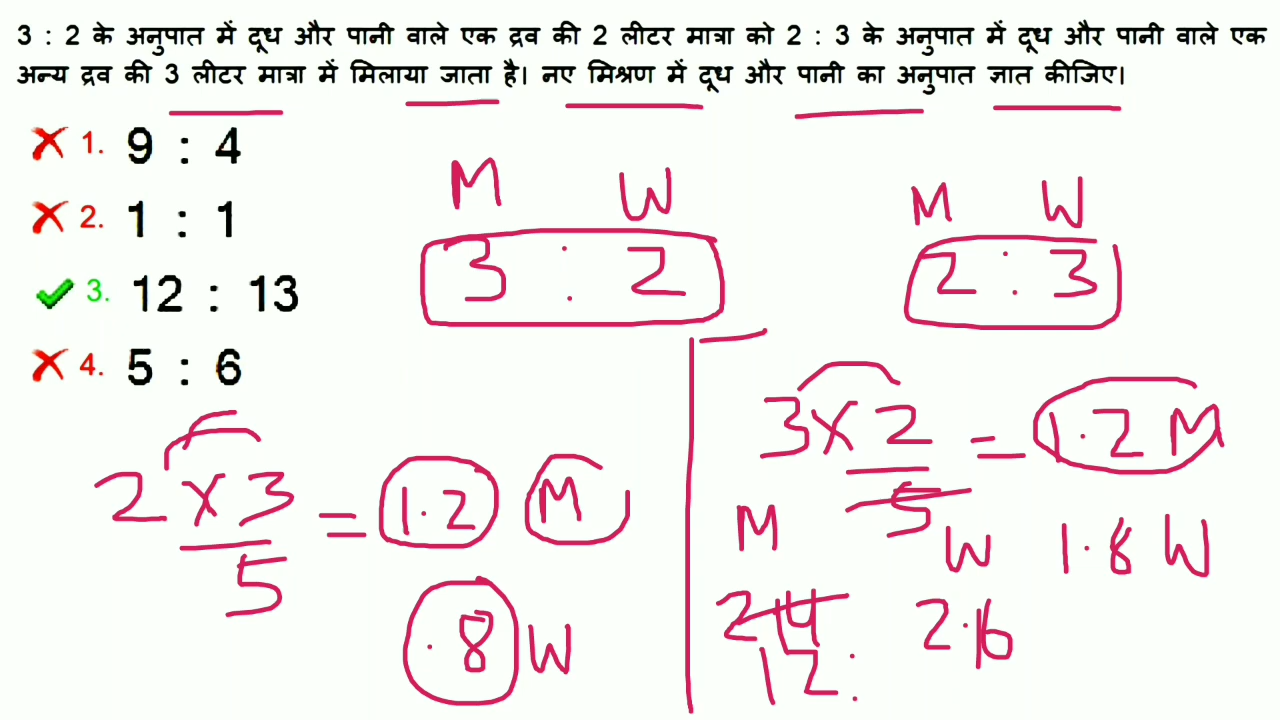 3 : 2 के अनुपात में दूध और पानी वाले एक द्रव की 2 लीटर मात्रा को 2 : 3 के अनुपात में दूध और पानी वाले एक
अन्य द्रव की 3 लीटर मात्रा में मिलाया जाता है। नए मिश्रण में दूध और पानी का अनुपात ज्ञात कीजिए।
1. 9 : 4
2. 1 : 1
3. 12 : 13
4. 5 : 6
M W
3 : 2
M W
2 : 3
2 x 3
5
= 1.2 M
.8 W
3 x 2
5
= 1.2 M
1.8 W
M W
24 2.6
12 :